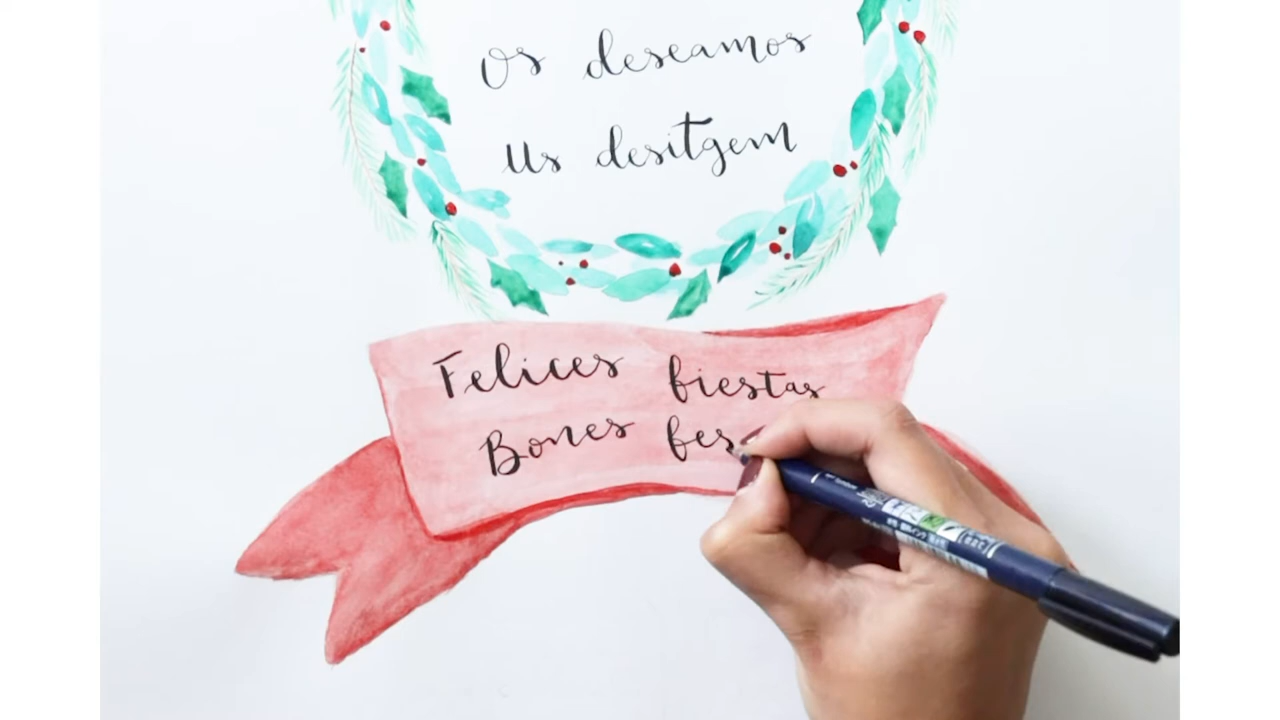 Os deseamos
Us desitgem
Felices fiestas
Bones fes